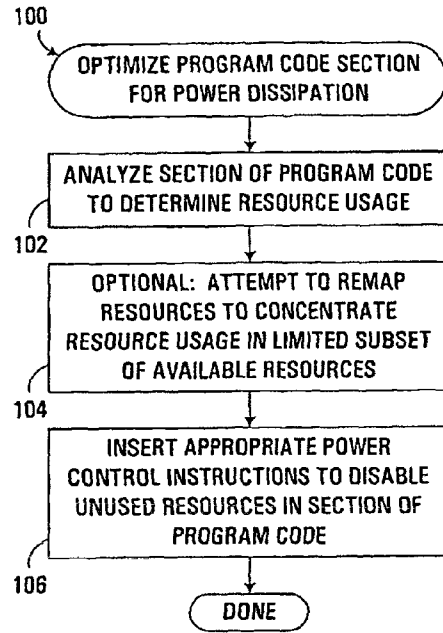 100
OPTIMIZE PROGRAM CODE SECTION
FOR POWER DISSIPATION
ANALYZE SECTION OF PROGRAM CODE
TO DETERMINE RESOURCE USAGE
102
OPTIONAL: ATTEMPT TO REMAP
RESOURCES TO CONCENTRATE
RESOURCE USAGE IN LIMITED SUBSET
OF AVAILABLE RESOURCES
104
INSERT APPROPRIATE POWER
CONTROL INSTRUCTIONS TO DISABLE
UNUSED RESOURCES IN SECTION OF
PROGRAM CODE
106
DONE